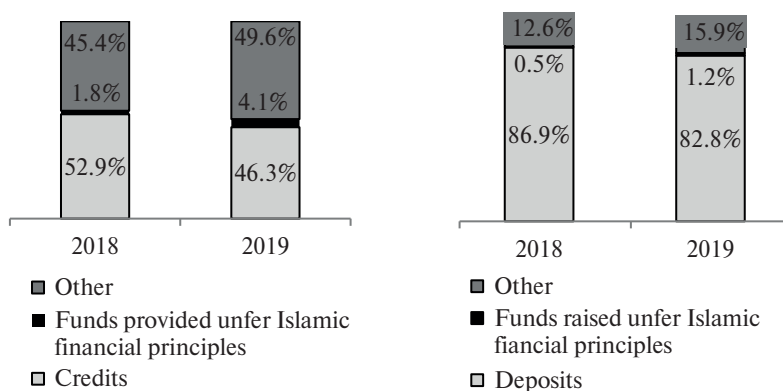 45.4%
49.6%
1.8%
4.1%
52.9%
46.3%
2018
2019
Other
Funds provided unfer Islamic
financial principles
Credits
12.6%
15.9%
0.5%
1.2%
86.9%
82.8%
2018
2019
Other
Funds raised unfer Islamic
fiancial principles
Deposits